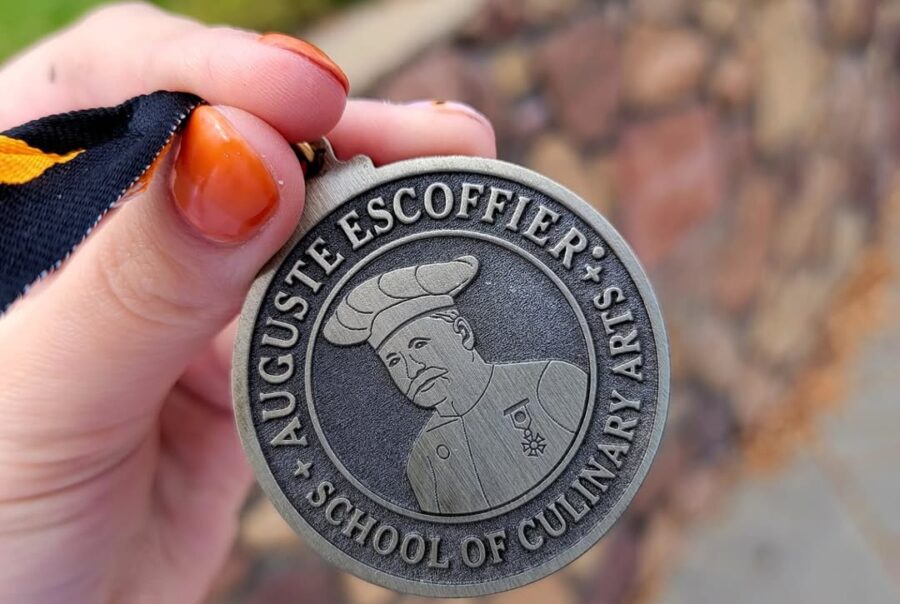 AUGUSTE ESCOFFIER
SCHOOL OF CULINARY ARTS